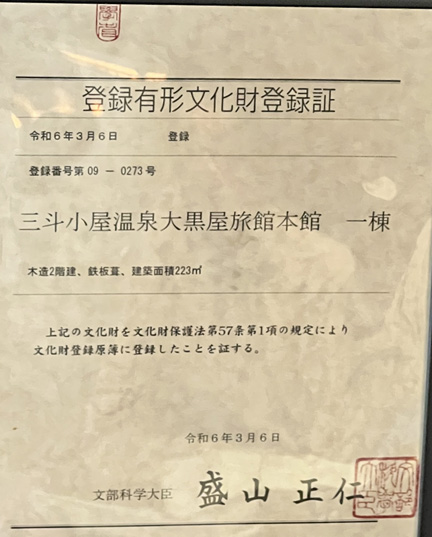 登録有形文化財登録証
令和6年3月6日 登録
登録番号第09－0273号
三斗小屋温泉大黒屋旅館本館 一棟
木造2階建、鉄板葺、建築面積223㎡
上記の文化財を文化財保護法第57条第1項の規定により
文化財登録原簿に登録したことを証する。
令和6年3月6日
文部科学大臣 盛山正仁